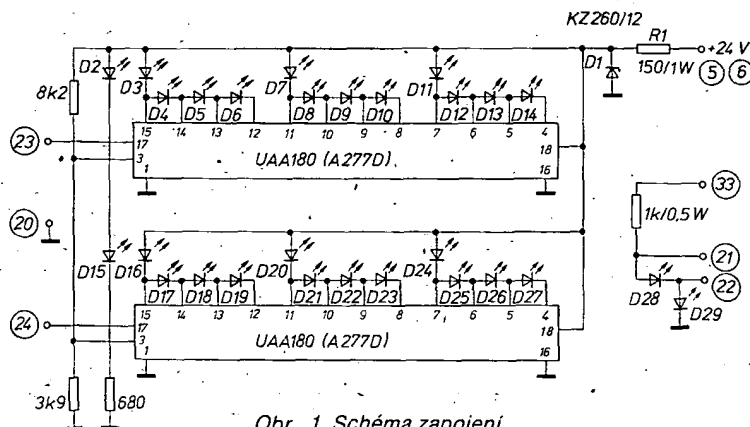 KZ260/12
R1
+24 V
D1
150/1W
5 6
D2
D3
D7
D11
8k2
D4 D5 D6
D8 D9 D10
D12 D13 D14
15 14 13 12 11 10 9 8 7 6 5 4
23
17
3
1
UAA180 (A277D)
18
16
33
20
1k/0,5W
21
22
D28
D29
D15
D16
D20
D24
D17 D18 D19
D21 D22 D23
D25 D26 D27
15 14 13 12 11 10 9 8 7 6 5 4
24
17
3
1
UAA180 (A277D)
18
16
3k9
680
Obr. 1. Schéma zapojení